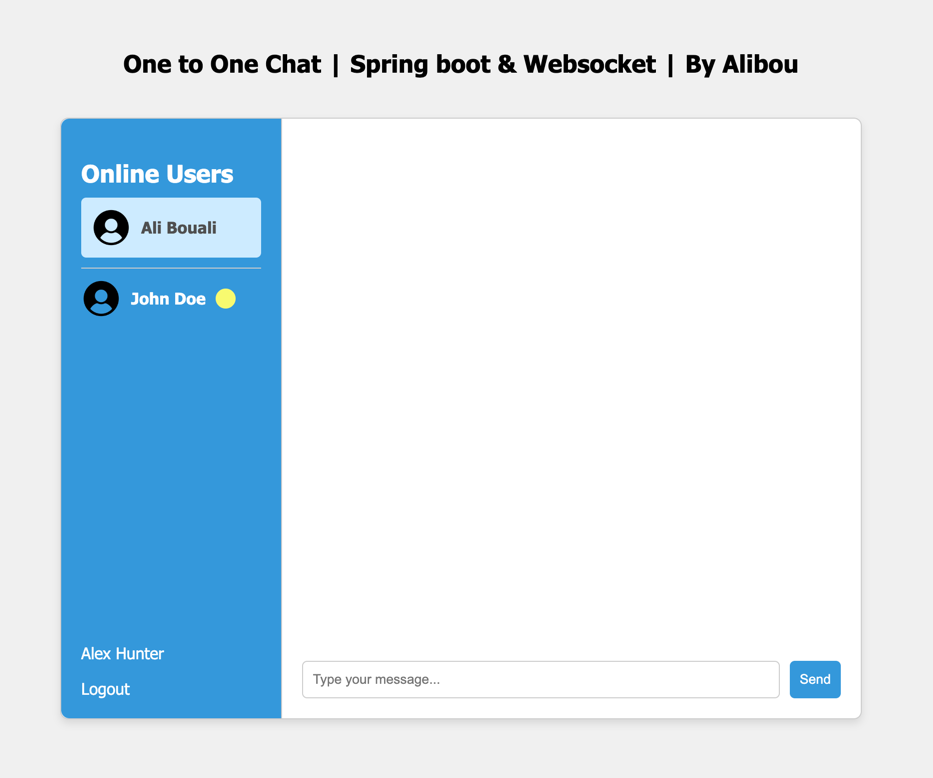 One to One Chat | Spring boot & Websocket | By Alibou
Online Users
Ali Bouali
John Doe
Alex Hunter
Logout
Type your message...
Send